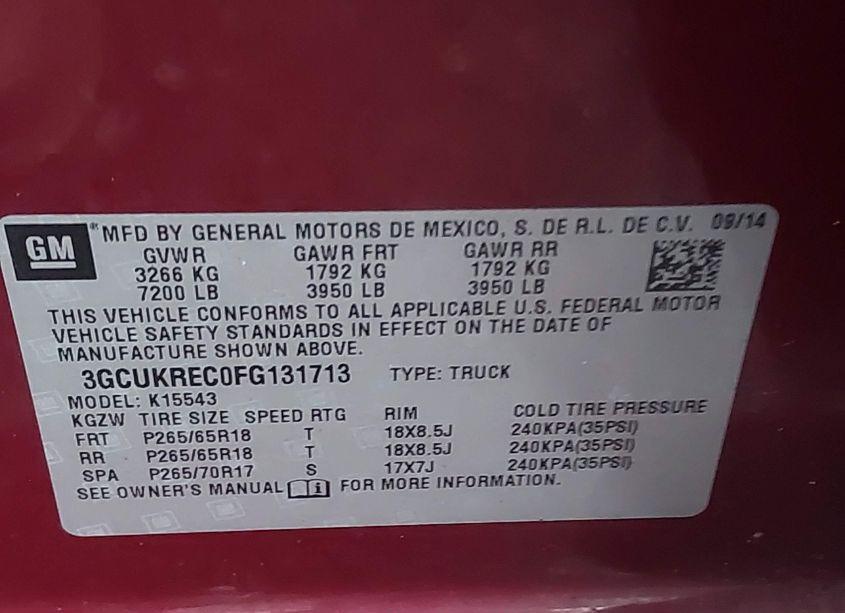 GM
®MFD BY GENERAL MOTORS DE MEXICO, S. DE R.L. DE C.V. 09/14
GVWR GAWR FRT GAWR RR
3266 KG 1792 KG 1792 KG
7200 LB 3950 LB 3950 LB
THIS VEHICLE CONFORMS TO ALL APPLICABLE U.S. FEDERAL MOTOR
VEHICLE SAFETY STANDARDS IN EFFECT ON THE DATE OF
MANUFACTURE SHOWN ABOVE.
3GCUKREC0FG131713 TYPE: TRUCK
MODEL: K15543
KGZW TIRE SIZE SPEED RTG RIM COLD TIRE PRESSURE
FRT P265/65R18 T 18X8.5J 240KPA(35PSI)
RR P265/65R18 T 18X8.5J 240KPA(35PSI)
SPA P265/70R17 S 17X7J 240KPA(35PSI)
SEE OWNER'S MANUAL i FOR MORE INFORMATION.